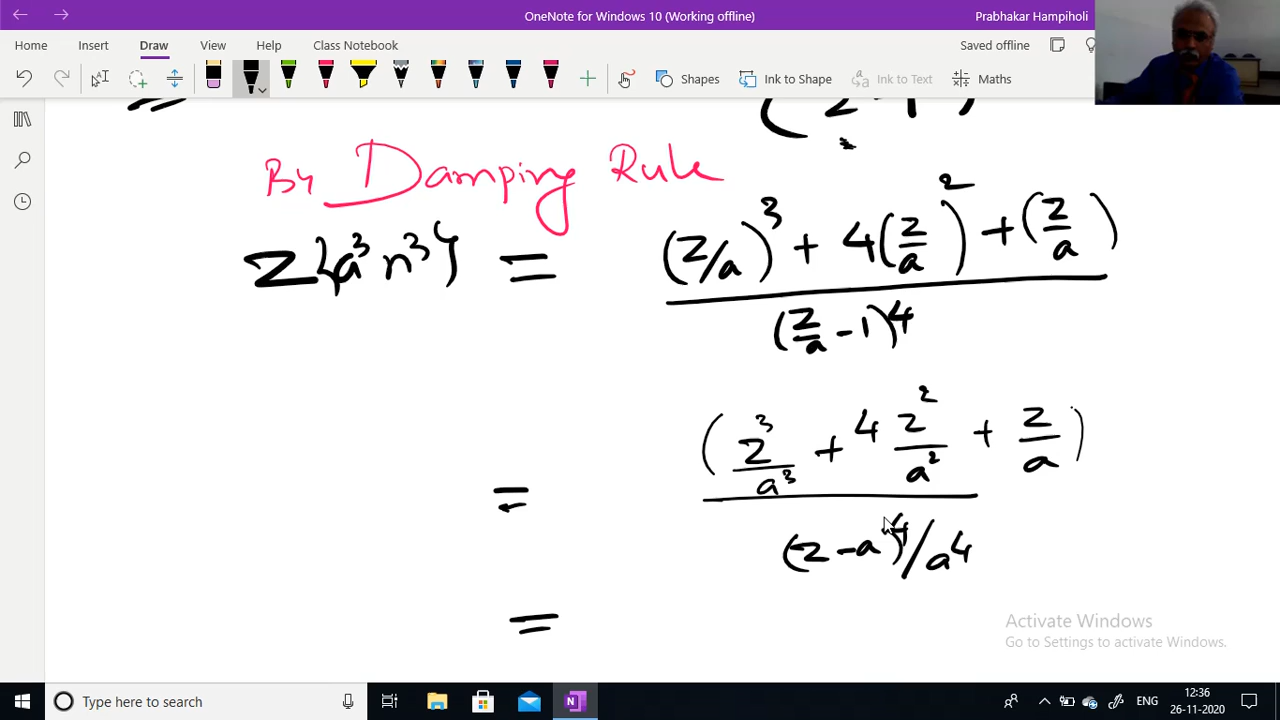 OneNote for Windows 10 (Working offline)
Prabhakar Hampiholi
Home Insert Draw View Help Class Notebook
Saved offline
Shapes Ink to Shape Ink to Text Maths
By Damping Rule
Z{a³ n³} = (z/a)³ + 4(z/a)² + (z/a)
(z/a - 1)⁴
= (z³/a³ + 4 z²/a² + z/a)
(z - a)⁴/a⁴
=
Activate Windows
Go to Settings to activate Windows.
Type here to search
ENG
12:36
26-11-2020